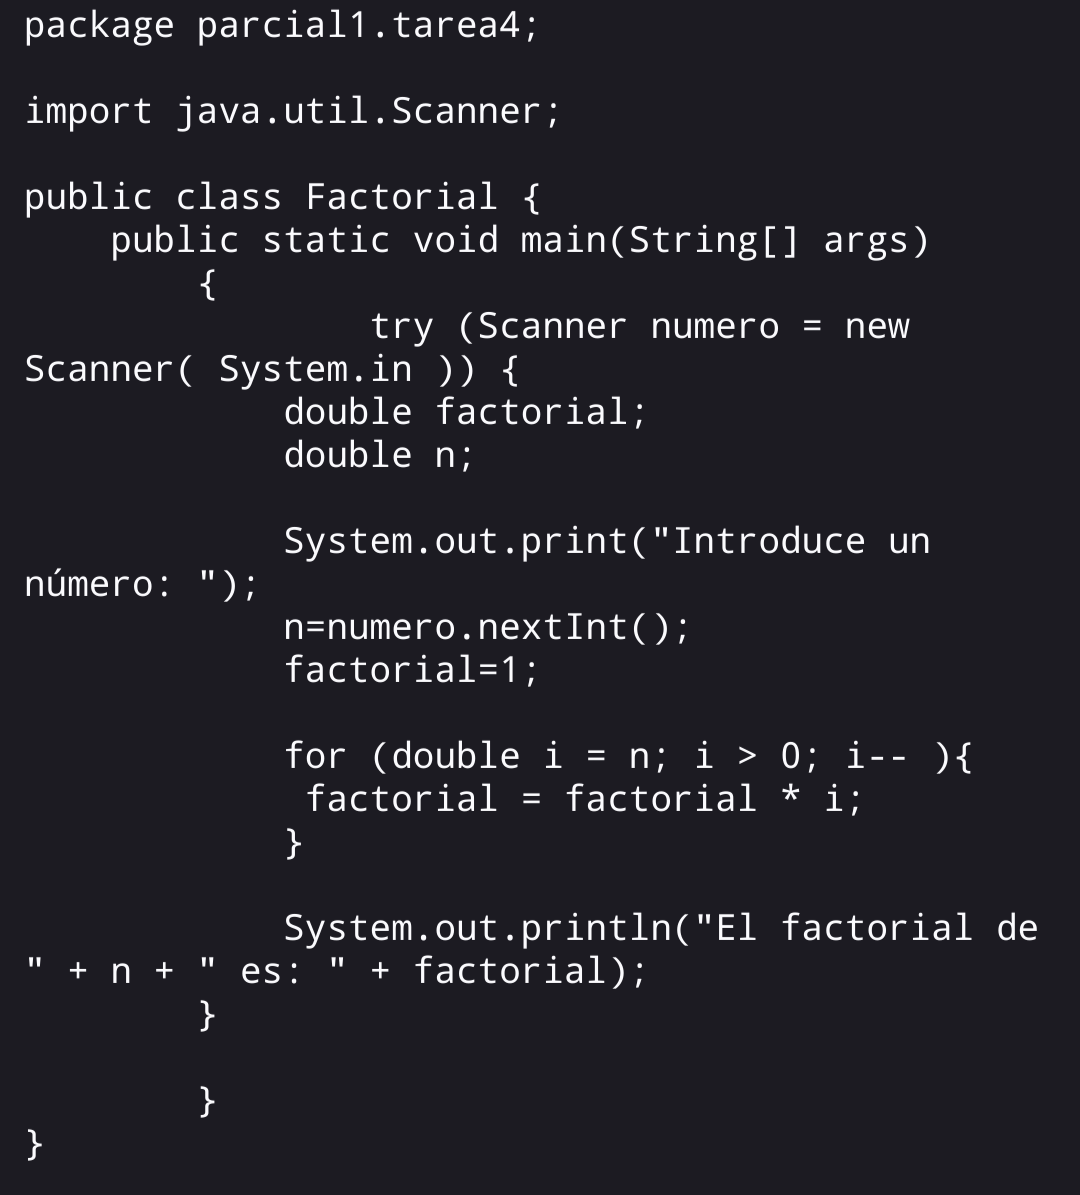 package parcial1.tarea4;
import java.util.Scanner;
public class Factorial {
public static void main(String[] args)
{
try (Scanner numero = new
Scanner( System.in )) {
double factorial;
double n;
System.out.print("Introduce un
número: ");
n=numero.nextInt();
factorial=1;
for (double i = n; i > 0; i-- ){
factorial = factorial * i;
}
System.out.println("El factorial de
" + n + " es: " + factorial);
}
}
}